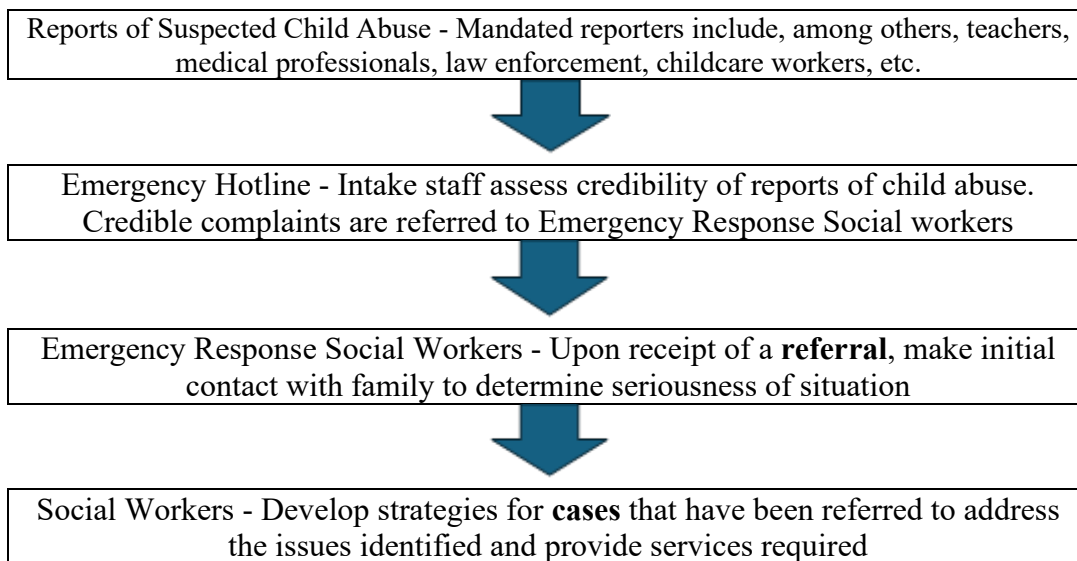 Reports of Suspected Child Abuse - Mandated reporters include, among others, teachers,
medical professionals, law enforcement, childcare workers, etc.
Emergency Hotline - Intake staff assess credibility of reports of child abuse.
Credible complaints are referred to Emergency Response Social workers
Emergency Response Social Workers - Upon receipt of a referral, make initial
contact with family to determine seriousness of situation
Social Workers - Develop strategies for cases that have been referred to address
the issues identified and provide services required